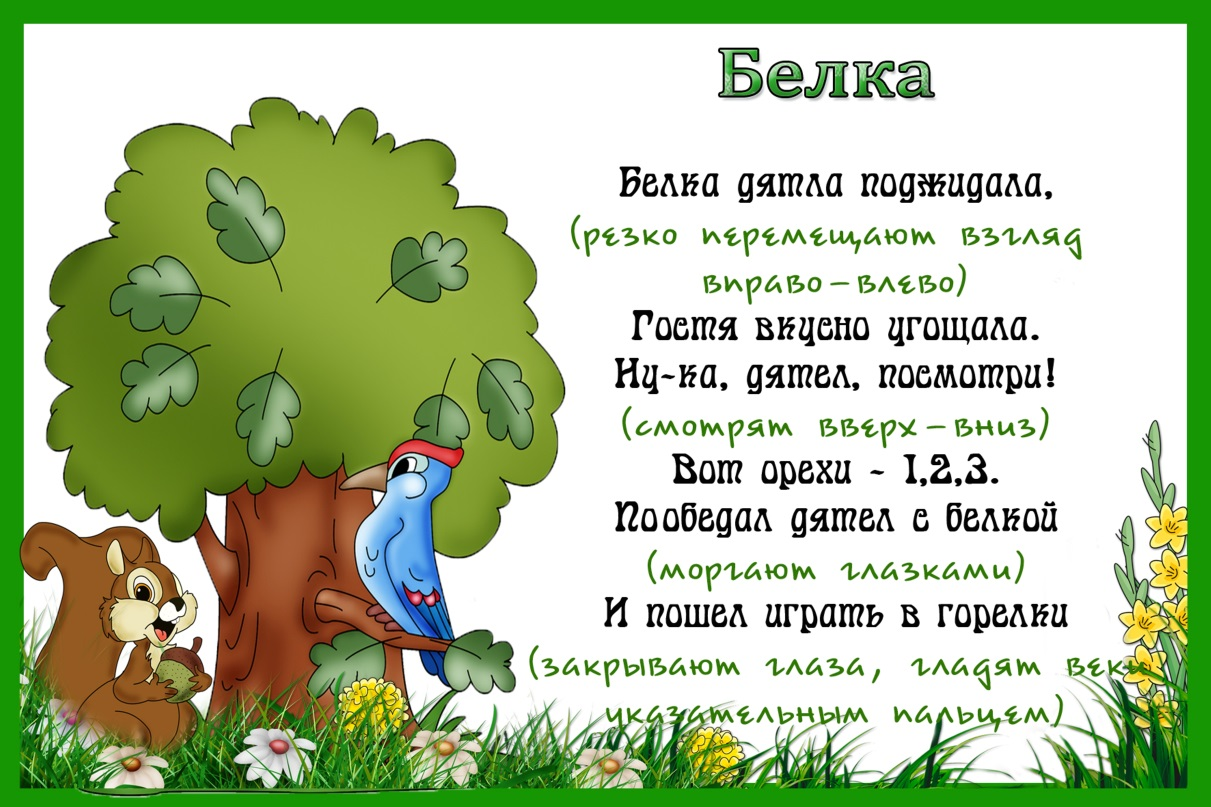 Белка
Белка дятла поджидала,
(резко перемещают взгляд
вправо-влево)
Гостя вкусно угощала.
Ну-ка, дятел, посмотри!
(смотрят вверх-вниз)
Вот орехи - 1,2,3.
Пообедал дятел с белкой
(моргают глазками)
И пошел играть в горелки
(закрывают глаза, гладят веки
указательным пальцем)